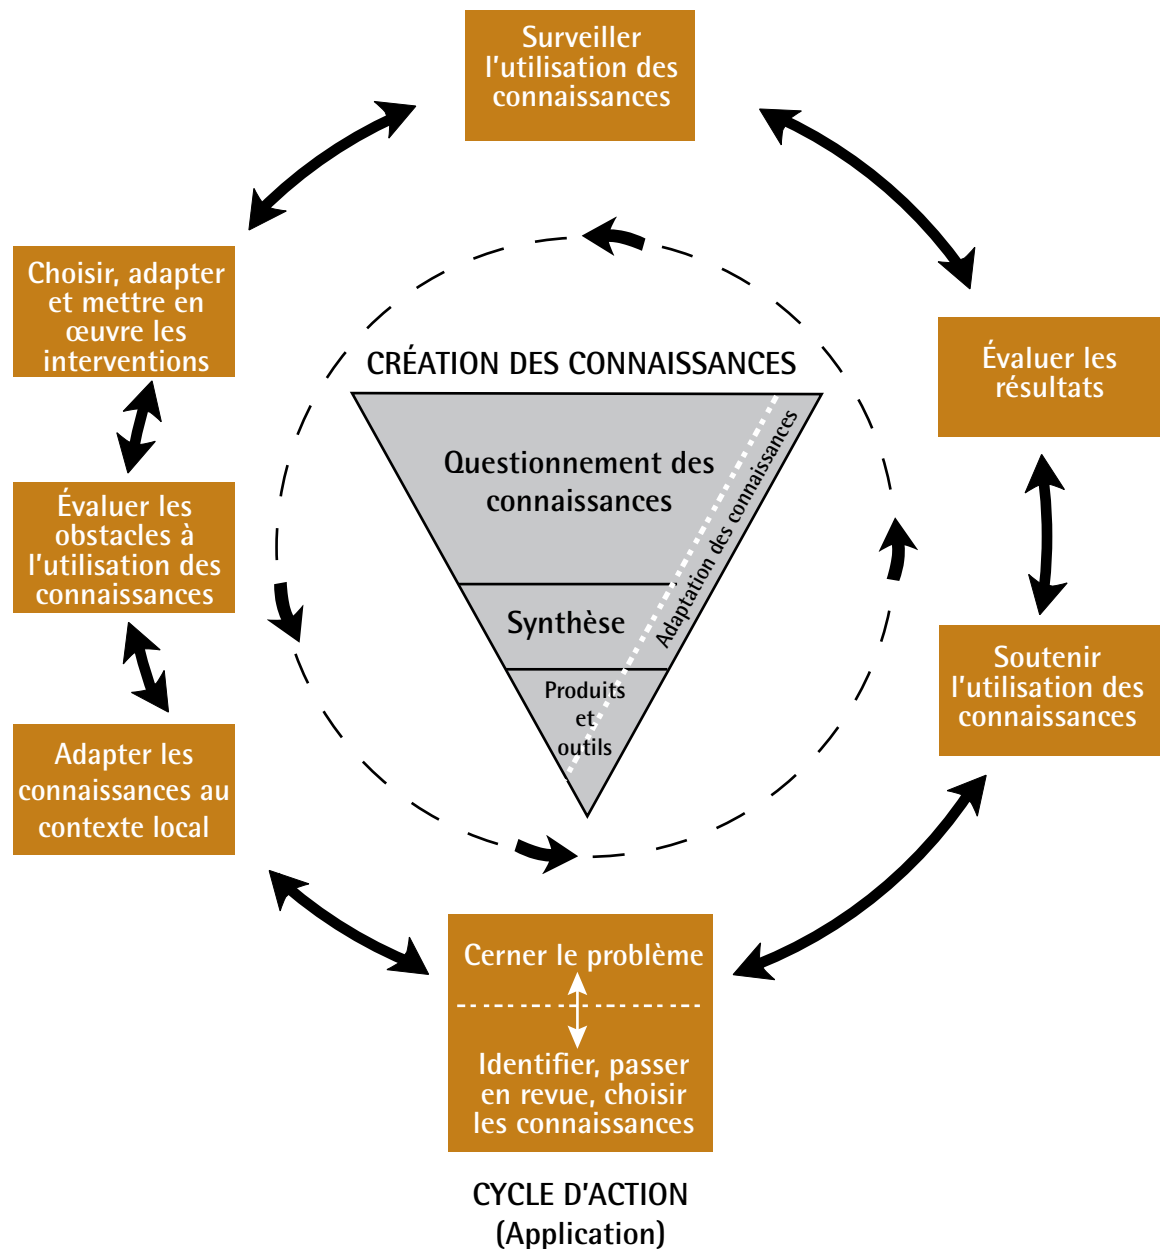 Surveiller
l'utilisation des
connaissances
Choisir, adapter
et mettre en
œuvre les
interventions
Évaluer les
résultats
CRÉATION DES CONNAISSANCES
Questionnement des
connaissances
Adaptation des connaissances
Synthèse
Produits
et
outils
Évaluer les
obstacles à
l'utilisation des
connaissances
Soutenir
l'utilisation des
connaissances
Adapter les
connaissances au
contexte local
Cerner le problème
Identifier, passer
en revue, choisir
les connaissances
CYCLE D'ACTION
(Application)